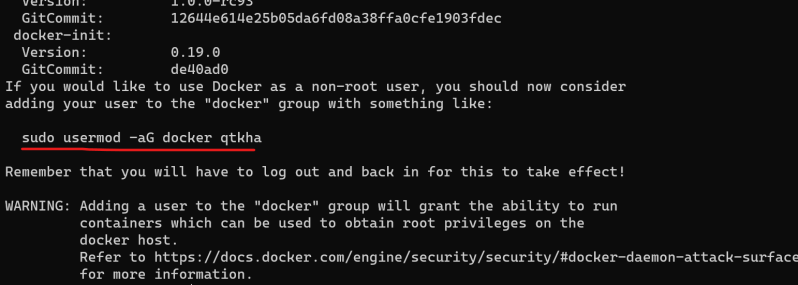 Version: 1.0.0-rc93
GitCommit: 12644e614e25b05da6fd08a38ffa0cfe1903fdec
docker-init:
Version: 0.19.0
GitCommit: de40ad0
If you would like to use Docker as a non-root user, you should now consider
adding your user to the "docker" group with something like:
sudo usermod -aG docker qtkha
Remember that you will have to log out and back in for this to take effect!
WARNING: Adding a user to the "docker" group will grant the ability to run
containers which can be used to obtain root privileges on the
docker host.
Refer to https://docs.docker.com/engine/security/security/#docker-daemon-attack-surface
for more information.